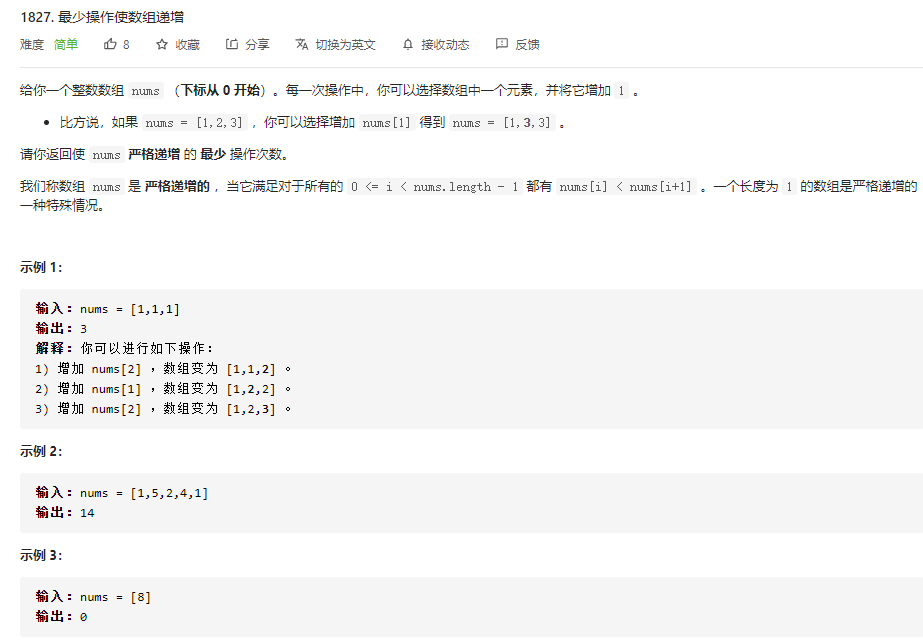 1827. 最少操作使数组递增
难度 简单 8 收藏 分享 切换为英文 接收动态 反馈
给你一个整数数组 nums （下标从 0 开始）。每一次操作中，你可以选择数组中一个元素，并将它增加 1 。
比方说，如果 nums = [1,2,3] ，你可以选择增加 nums[1] 得到 nums = [1,3,3] 。
请你返回使 nums 严格递增 的 最少 操作次数。
我们称数组 nums 是 严格递增的 ，当它满足对于所有的 0 <= i < nums.length - 1 都有 nums[i] < nums[i+1] 。一个长度为 1 的数组是严格递增的
一种特殊情况。
示例 1：
输入：nums = [1,1,1]
输出：3
解释：你可以进行如下操作：
1) 增加 nums[2] ，数组变为 [1,1,2] 。
2) 增加 nums[1] ，数组变为 [1,2,2] 。
3) 增加 nums[2] ，数组变为 [1,2,3] 。
示例 2：
输入：nums = [1,5,2,4,1]
输出：14
示例 3：
输入：nums = [8]
输出：0